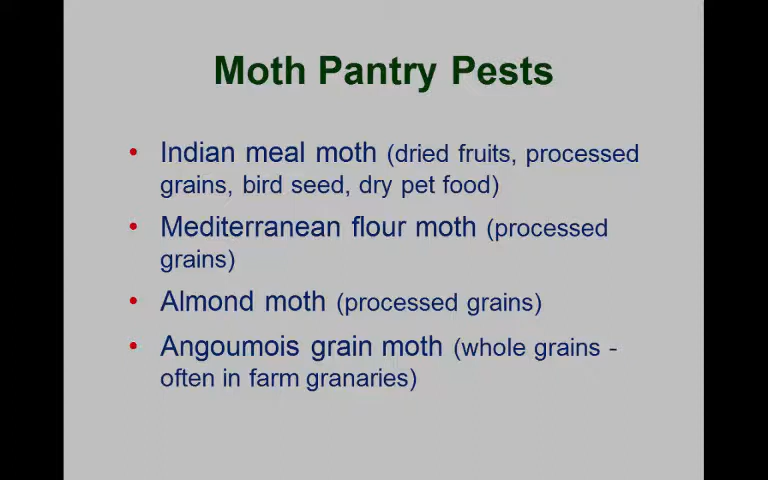 Moth Pantry Pests
• Indian meal moth (dried fruits, processed
grains, bird seed, dry pet food)
• Mediterranean flour moth (processed
grains)
• Almond moth (processed grains)
• Angoumois grain moth (whole grains -
often in farm granaries)